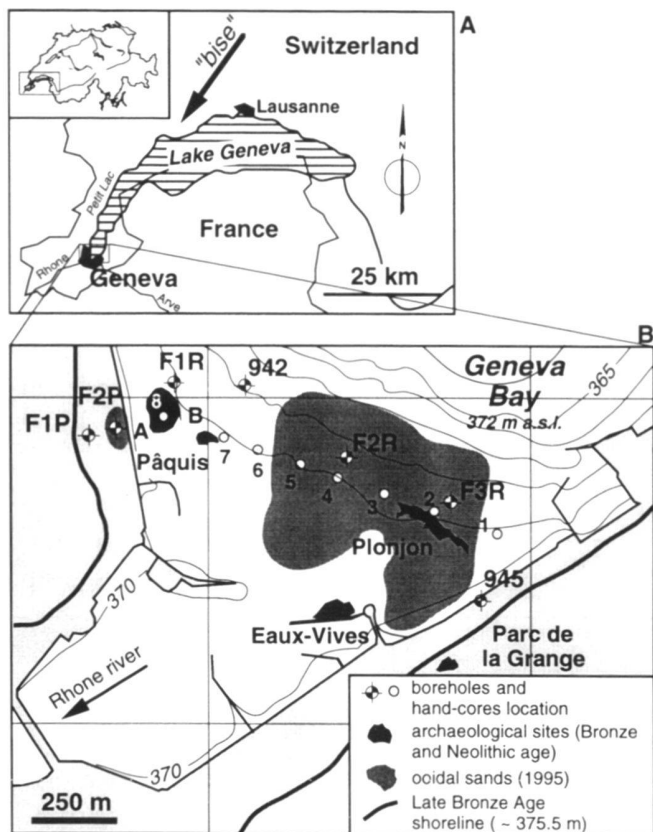 A
"bise"
Switzerland
Lausanne
Lake Geneva
N
Petit Lac
France
Rhone
Geneva
Arve
25 km
B
F1R
942
Geneva
Bay
365
372 m a.s.l.
F2P
8
F1P
A
B
7
6
F2R
Pâquis
5
4
3
F3R
2
1
Plonjon
370
945
Eaux-Vives
Parc de
la Grange
Rhone river
370
250 m
boreholes and
hand-cores location
archaeological sites (Bronze
and Neolithic age)
ooidal sands (1995)
Late Bronze Age
shoreline ( ~ 375.5 m)